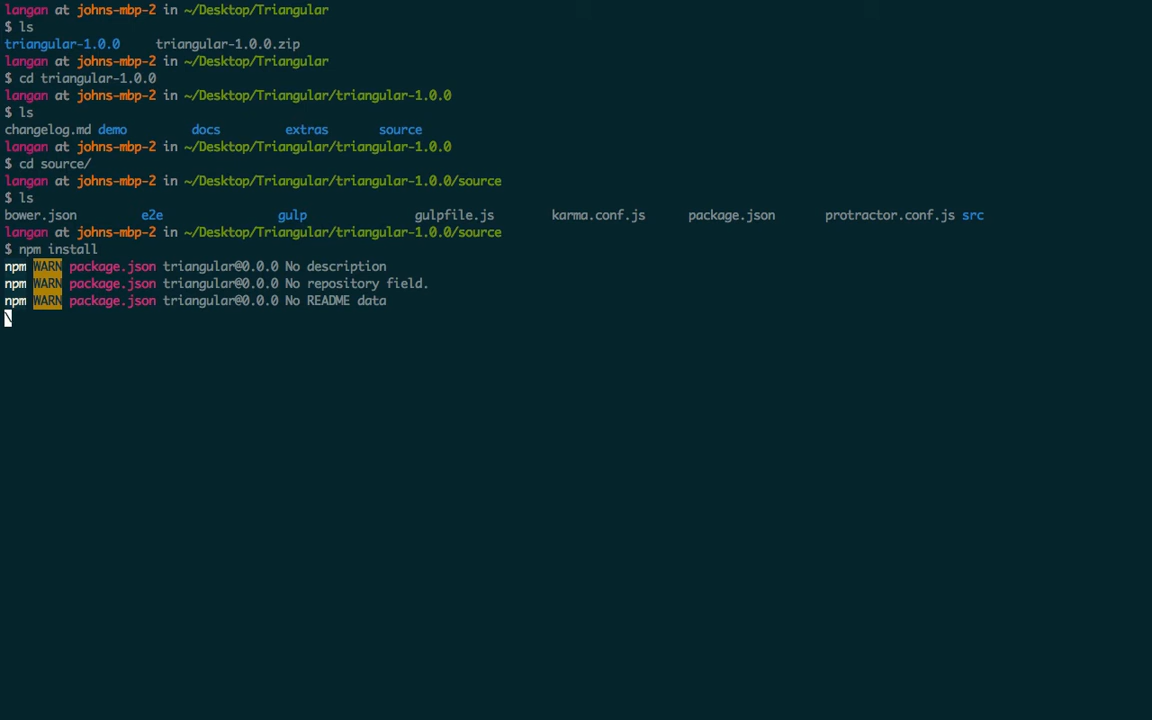 langan at johns-mbp-2 in ~/Desktop/Triangular
$ ls
triangular-1.0.0 triangular-1.0.0.zip
langan at johns-mbp-2 in ~/Desktop/Triangular
$ cd triangular-1.0.0
langan at johns-mbp-2 in ~/Desktop/Triangular/triangular-1.0.0
$ ls
changelog.md demo docs extras source
langan at johns-mbp-2 in ~/Desktop/Triangular/triangular-1.0.0
$ cd source/
langan at johns-mbp-2 in ~/Desktop/Triangular/triangular-1.0.0/source
$ ls
bower.json e2e gulp gulpfile.js karma.conf.js package.json protractor.conf.js src
langan at johns-mbp-2 in ~/Desktop/Triangular/triangular-1.0.0/source
$ npm install
npm WARN package.json triangular@0.0.0 No description
npm WARN package.json triangular@0.0.0 No repository field.
npm WARN package.json triangular@0.0.0 No README data
\